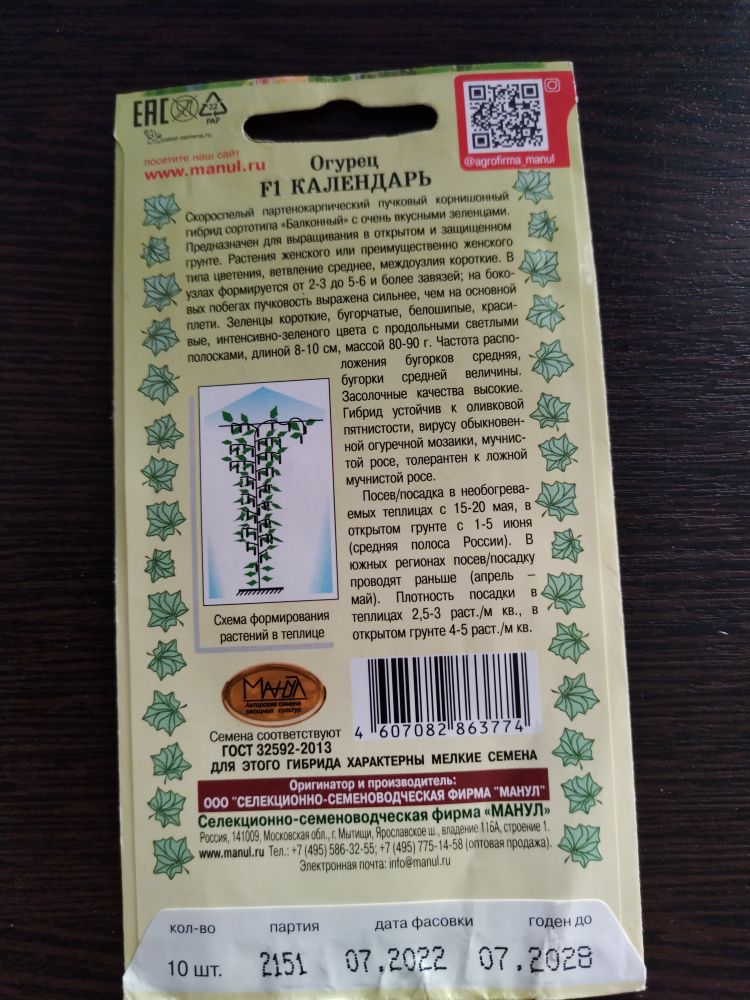 EAC
22
PAP
paket-semena.ru
посетите наш сайт
www.manul.ru
@agrofirma_manul
Огурец
F1 КАЛЕНДАРЬ
Скороспелый партенокарпический пучковый корнишонный
гибрид сортотипа «Балконный» с очень вкусными зеленцами.
Предназначен для выращивания в открытом и защищенном
грунте. Растения женского или преимущественно женского
типа цветения, ветвление среднее, междоузлия короткие. В
узлах формируется от 2-3 до 5-6 и более завязей; на боко-
вых побегах пучковость выражена сильнее, чем на основной
плети. Зеленцы короткие, бугорчатые, белошипые, краси-
вые, интенсивно-зеленого цвета с продольными светлыми
полосками, длиной 8-10 см, массой 80-90 г. Частота распо-
ложения бугорков средняя,
бугорки средней величины.
Засолочные качества высокие.
Гибрид устойчив к оливковой
пятнистости, вирусу обыкновен-
ной огуречной мозаики, мучнис-
той росе, толерантен к ложной
мучнистой росе.
Посев/посадка в необогрева-
емых теплицах с 15-20 мая, в
открытом грунте с 1-5 июня
(средняя полоса России). В
южных регионах посев/посадку
проводят раньше (апрель –
май). Плотность посадки в
теплицах 2,5-3 раст./м кв., в
открытом грунте 4-5 раст./м кв.
Схема формирования
растений в теплице
МАНУЛ
Авторские семена
овощных культур
4 607082 863774
Семена соответствуют
ГОСТ 32592-2013
ДЛЯ ЭТОГО ГИБРИДА ХАРАКТЕРНЫ МЕЛКИЕ СЕМЕНА
Оригинатор и производитель:
ООО "СЕЛЕКЦИОННО-СЕМЕНОВОДЧЕСКАЯ ФИРМА "МАНУЛ"
Селекционно-семеноводческая фирма «МАНУЛ»
Россия, 141009, Московская обл., г. Мытищи, Ярославское ш., владение 116А, строение 1.
www.manul.ru Тел.: +7 (495) 586-32-55; +7 (495) 775-14-58 (оптовая продажа).
Электронная почта: info@manul.ru
кол-во партия дата фасовки годен до
10 шт. 2151 07.2022 07.2028